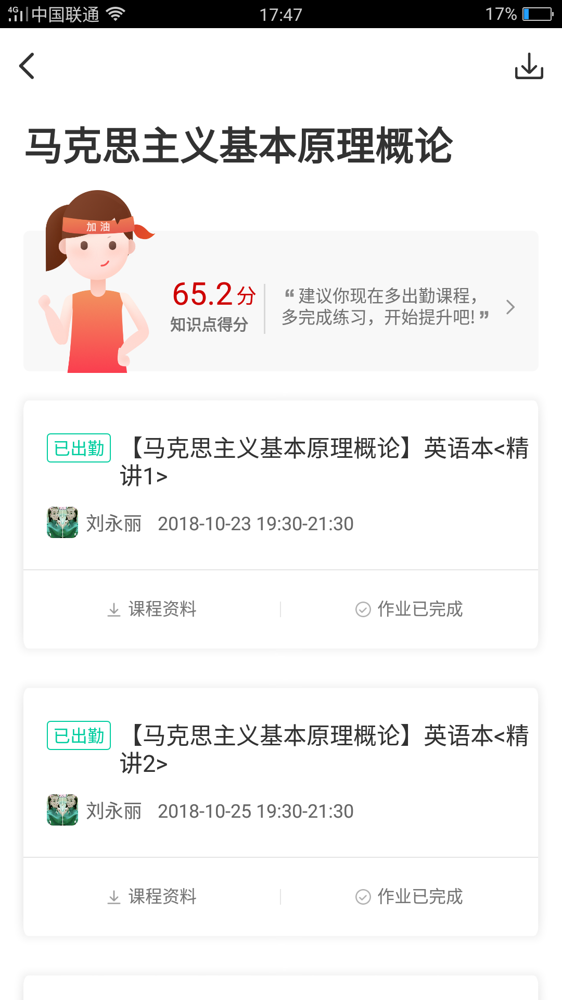 4G 中国联通 17:47 17%
马克思主义基本原理概论
加油
65.2分
知识点得分
“建议你现在多出勤课程，
多完成练习，开始提升吧!”
已出勤 【马克思主义基本原理概论】英语本<精
讲1>
刘永丽 2018-10-23 19:30-21:30
课程资料 作业已完成
已出勤 【马克思主义基本原理概论】英语本<精
讲2>
刘永丽 2018-10-25 19:30-21:30
课程资料 作业已完成